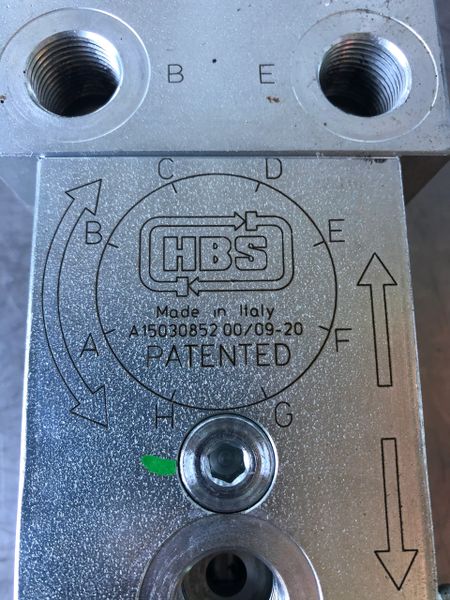 B E
C D
B E
HBS
Made in Italy
A15030852 00/09-20
A F
PATENTED
H G